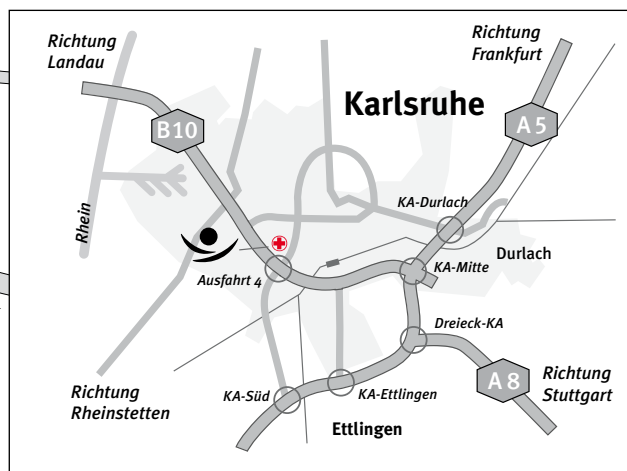 Richtung
Landau
Richtung
Frankfurt
Karlsruhe
B10
A5
Rhein
KA-Durlach
Durlach
Ausfahrt 4
KA-Mitte
Dreieck-KA
Richtung
Rheinstetten
KA-Süd
KA-Ettlingen
A8
Richtung
Stuttgart
Ettlingen